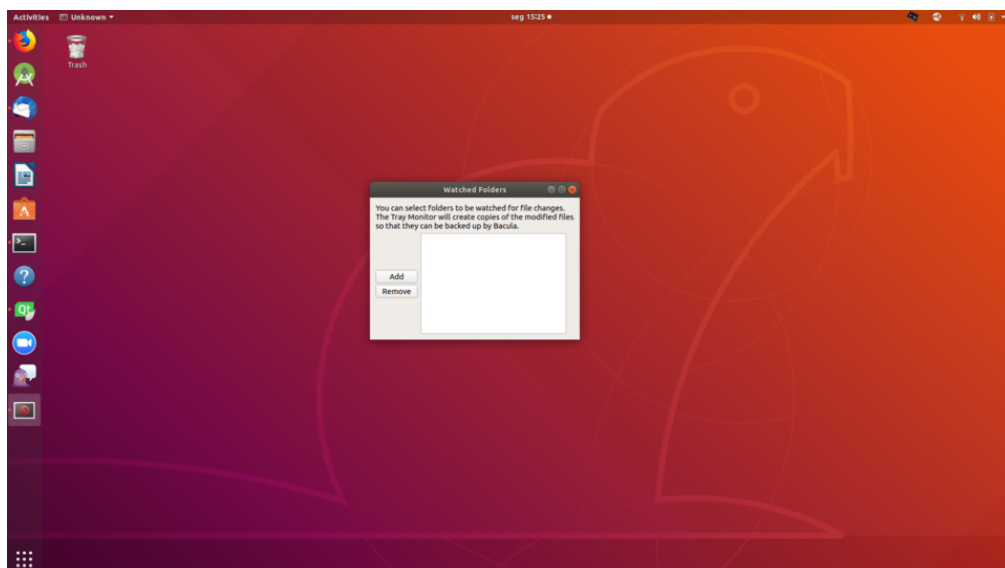 Activities Unknown seg 15:25
Trash
Watched Folders
You can select folders to be watched for file changes.
The Tray Monitor will create copies of the modified files
so that they can be backed up by Bacula.
Add
Remove